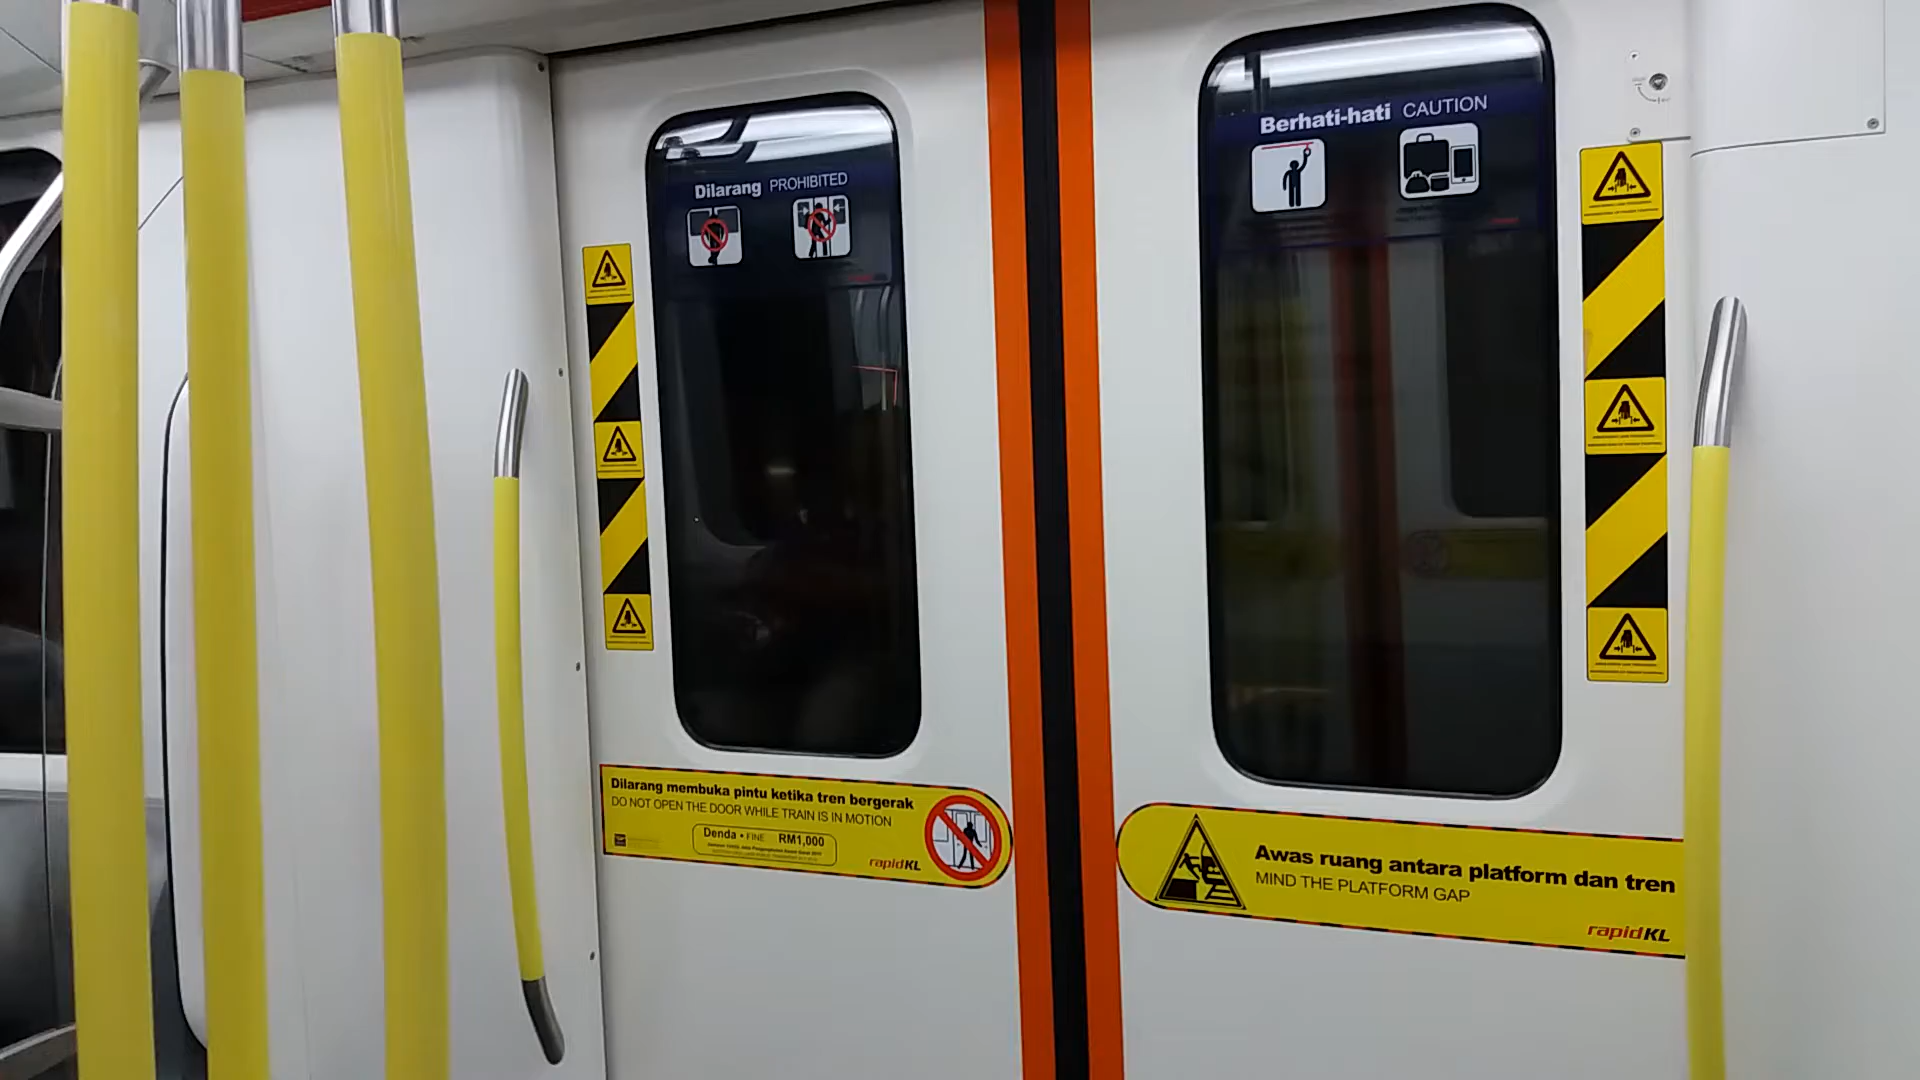 Dilarang PROHIBITED
Berhati-hati CAUTION
Dilarang membuka pintu ketika tren bergerak
DO NOT OPEN THE DOOR WHILE TRAIN IS IN MOTION
Denda • FINE RM1,000
rapidKL
Awas ruang antara platform dan tren
MIND THE PLATFORM GAP
rapidKL